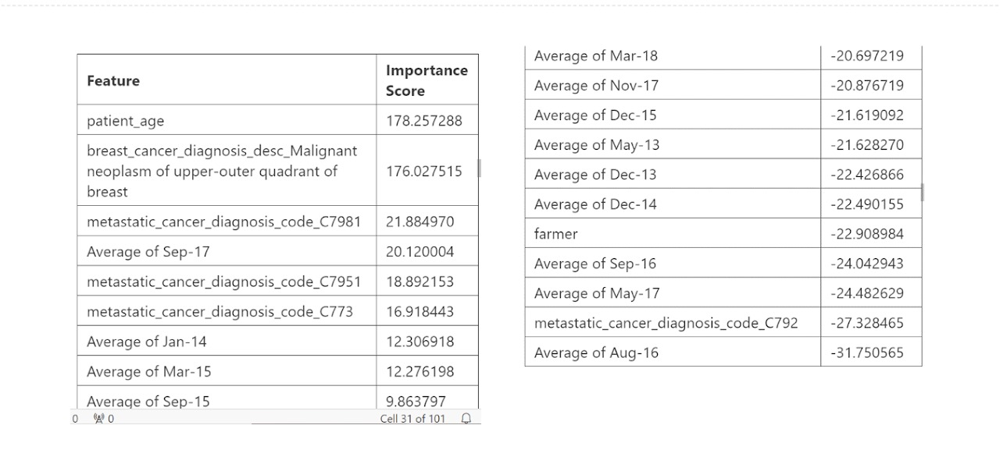 Feature
Importance
Score
patient_age
178.257288
breast_cancer_diagnosis_desc_Malignant
neoplasm of upper-outer quadrant of
breast
176.027515
metastatic_cancer_diagnosis_code_C7981
21.884970
Average of Sep-17
20.120004
metastatic_cancer_diagnosis_code_C7951
18.892153
metastatic_cancer_diagnosis_code_C773
16.918443
Average of Jan-14
12.306918
Average of Mar-15
12.276198
Average of Sep-15
9.863797
0
0
Cell 31 of 101
Average of Mar-18
-20.697219
Average of Nov-17
-20.876719
Average of Dec-15
-21.619092
Average of May-13
-21.628270
Average of Dec-13
-22.426866
Average of Dec-14
-22.490155
farmer
-22.908984
Average of Sep-16
-24.042943
Average of May-17
-24.482629
metastatic_cancer_diagnosis_code_C792
-27.328465
Average of Aug-16
-31.750565